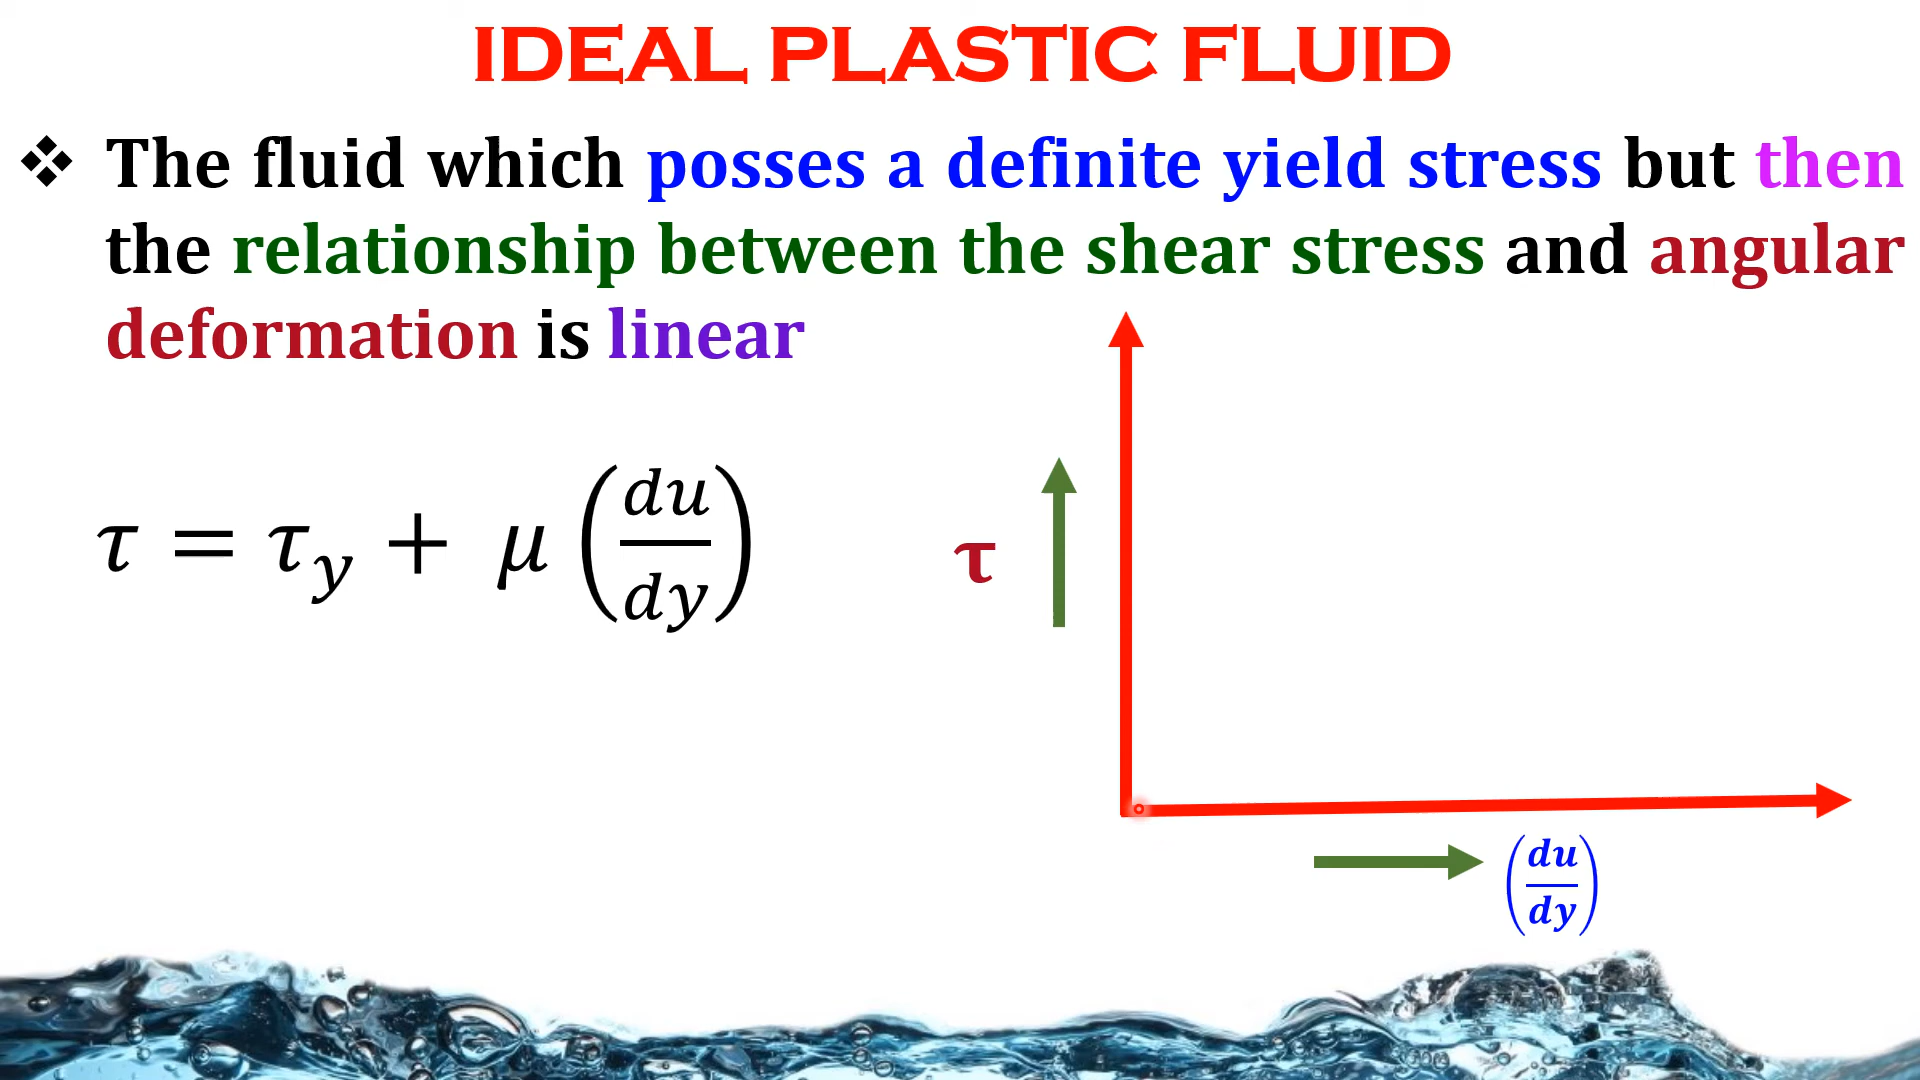 IDEAL PLASTIC FLUID
❖ The fluid which posses a definite yield stress but then
the relationship between the shear stress and angular
deformation is linear
τ = τ_y + μ (du/dy)
τ
(du/dy)